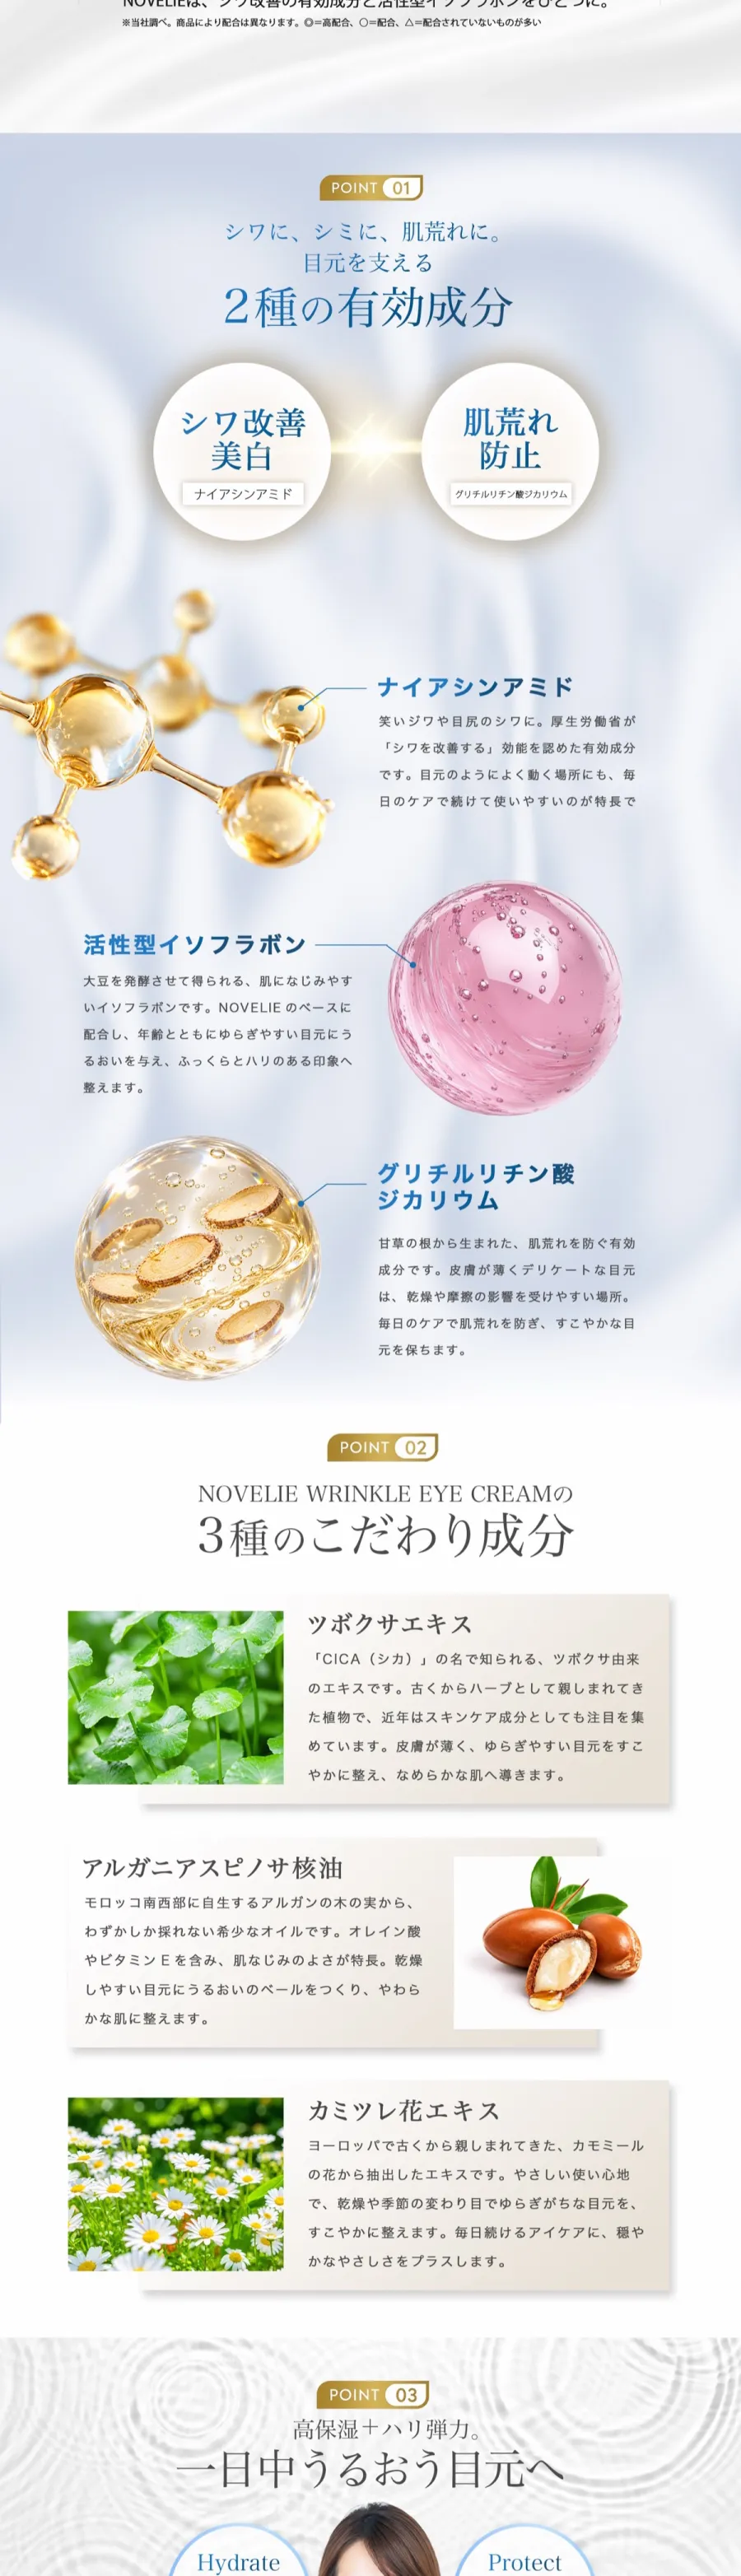 NOVELIEは、シワ改善の有効成分と活性型イソフラボンをひとつに。
※当社調べ。商品により配合は異なります。◎＝高配合、〇＝配合、△＝配合されていないものが多い
POINT 01
シワに、シミに、肌荒れに。
目元を支える
2種の有効成分
シワ改善
美白
ナイアシンアミド
肌荒れ
防止
グリチルリチン酸ジカリウム
ナイアシンアミド
笑いジワや目尻のシワに。厚生労働省が
「シワを改善する」効能を認めた有効成分
です。目元のようによく動く場所にも、毎
日のケアで続けて使いやすいのが特長で
活性型イソフラボン
大豆を発酵させて得られる、肌になじみやす
いイソフラボンです。NOVELIE のベースに
配合し、年齢とともにゆらぎやすい目元にう
るおいを与え、ふっくらとハリのある印象へ
整えます。
グリチルリチン酸
ジカリウム
甘草の根から生まれた、肌荒れを防ぐ有効
成分です。皮膚が薄くデリケートな目元
は、乾燥や摩擦の影響を受けやすい場所。
毎日のケアで肌荒れを防ぎ、すこやかな目
元を保ちます。
POINT 02
NOVELIE WRINKLE EYE CREAMの
3種のこだわり成分
ツボクサエキス
「CICA（シカ）」の名で知られる、ツボクサ由来
のエキスです。古くからハーブとして親しまれてき
た植物で、近年はスキンケア成分としても注目を集
めています。皮膚が薄く、ゆらぎやすい目元をすこ
やかに整え、なめらかな肌へ導きます。
アルガニアスピノサ核油
モロッコ南西部に自生するアルガンの木の実から、
わずかしか採れない希少なオイルです。オレイン酸
やビタミン E を含み、肌なじみのよさが特長。乾燥
しやすい目元にうるおいのベールをつくり、やわら
かな肌に整えます。
カミツレ花エキス
ヨーロッパで古くから親しまれてきた、カモミール
の花から抽出したエキスです。やさしい使い心地
で、乾燥や季節の変わり目でゆらぎがちな目元を、
すこやかに整えます。毎日続けるアイケアに、穏や
かなやさしさをプラスします。
POINT 03
高保湿＋ハリ弾力。
一日中うるおう目元へ
Hydrate
Protect